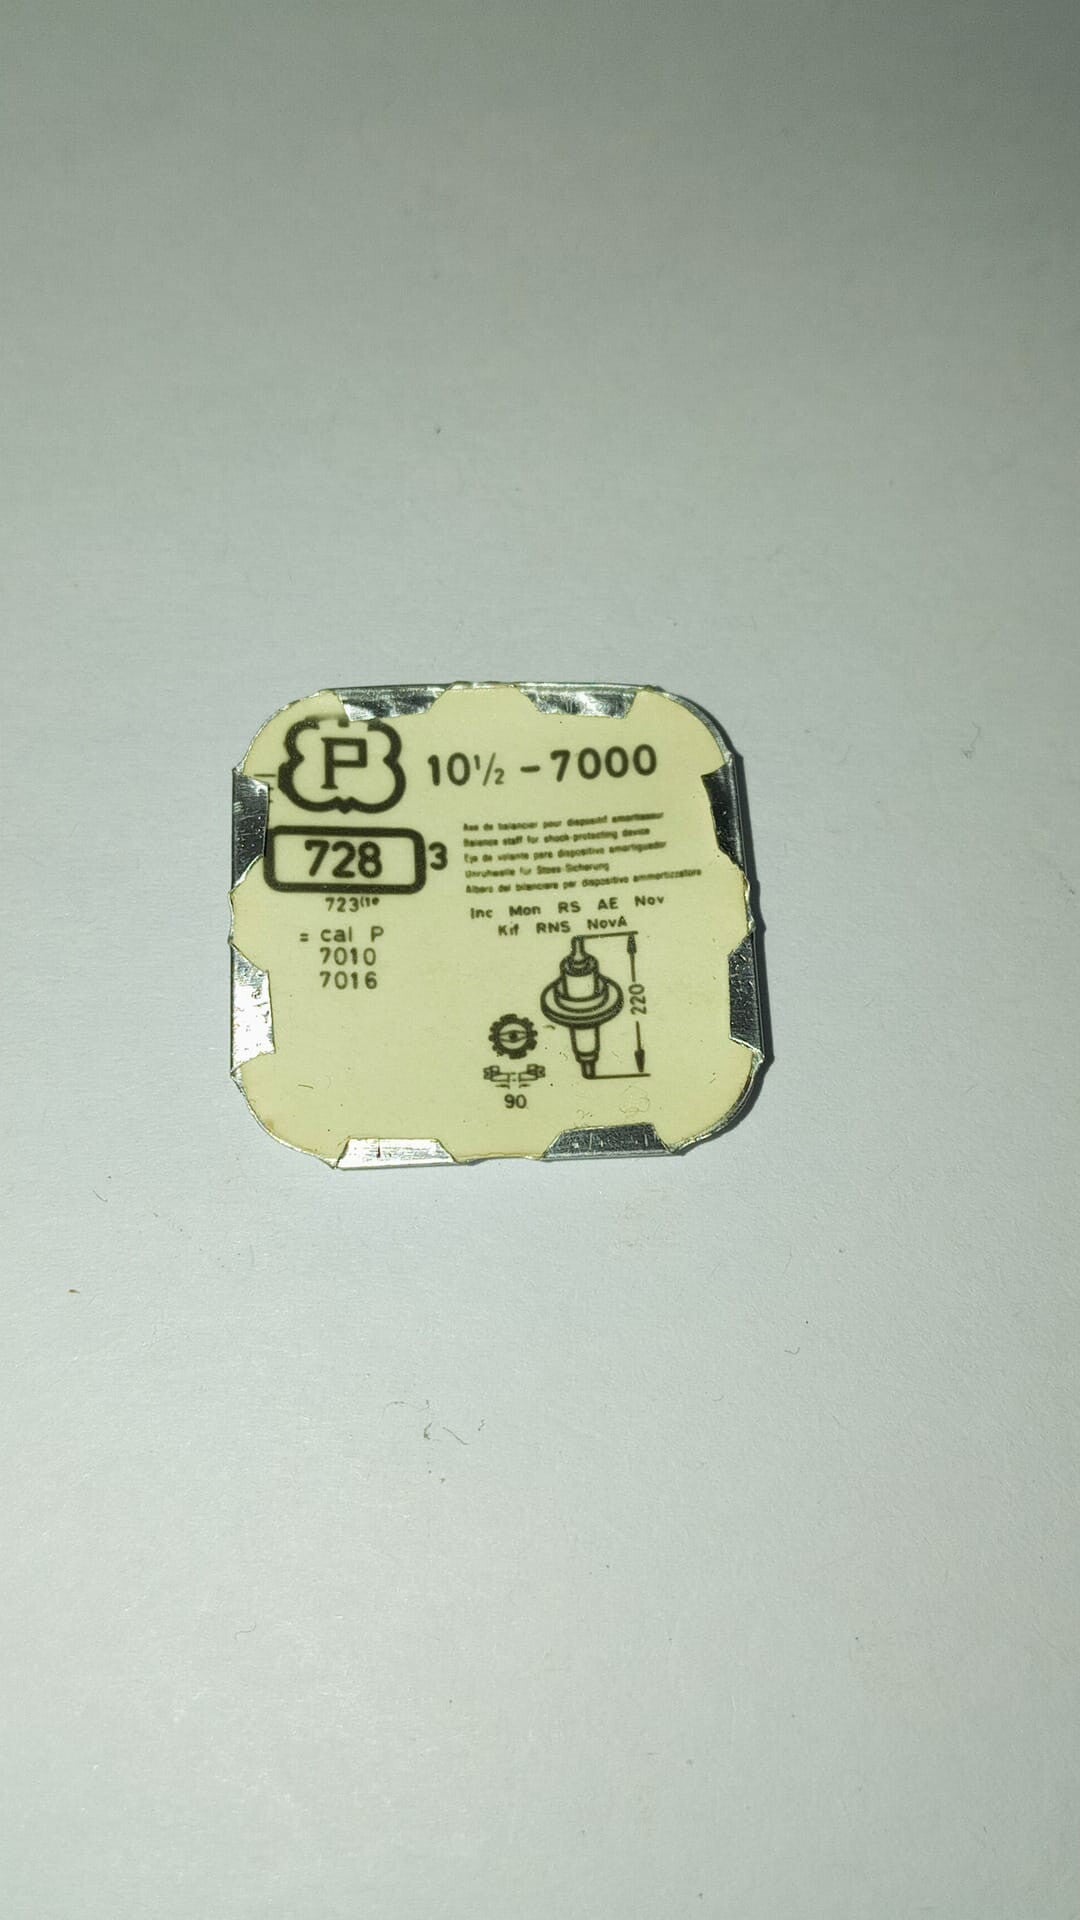 P
10½ – 7000
728 3
723(1e
Axe de balancier pour dispositif amortisseur
Balance staff for shock-protecting device
Eje de volante para dispositivo amortiguador
Unruhwelle für Stoss-Sicherung
Albero del bilanciere per dispositivo ammortizzatore
Inc Mon RS AE Nov
Kif RNS NovA
= cal P
7010
7016
220
90